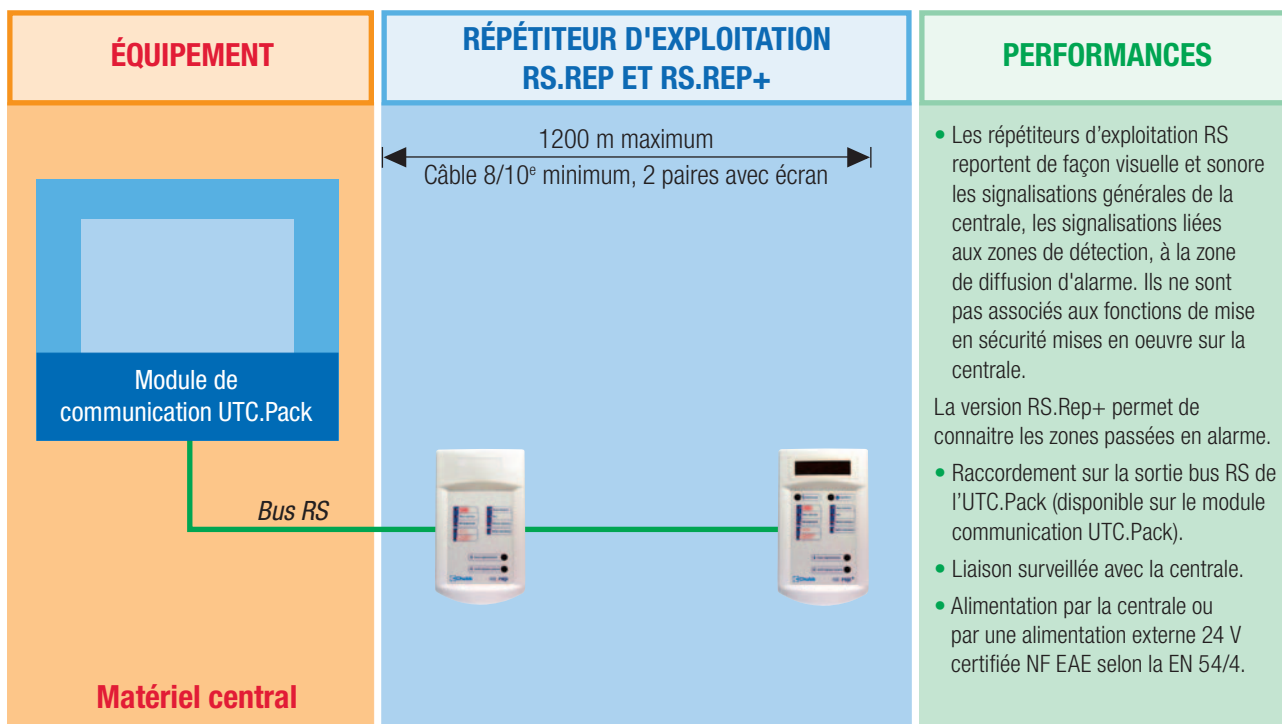 ÉQUIPEMENT
RÉPÉTITEUR D'EXPLOITATION
RS.REP ET RS.REP+
PERFORMANCES
1200 m maximum
Câble 8/10e minimum, 2 paires avec écran
Module de
communication UTC.Pack
Bus RS
Matériel central
• Les répétiteurs d’exploitation RS
reportent de façon visuelle et sonore
les signalisations générales de la
centrale, les signalisations liées
aux zones de détection, à la zone
de diffusion d'alarme. Ils ne sont
pas associés aux fonctions de mise
en sécurité mises en oeuvre sur la
centrale.
La version RS.Rep+ permet de
connaitre les zones passées en alarme.
• Raccordement sur la sortie bus RS de
l’UTC.Pack (disponible sur le module
communication UTC.Pack).
• Liaison surveillée avec la centrale.
• Alimentation par la centrale ou
par une alimentation externe 24 V
certifiée NF EAE selon la EN 54/4.